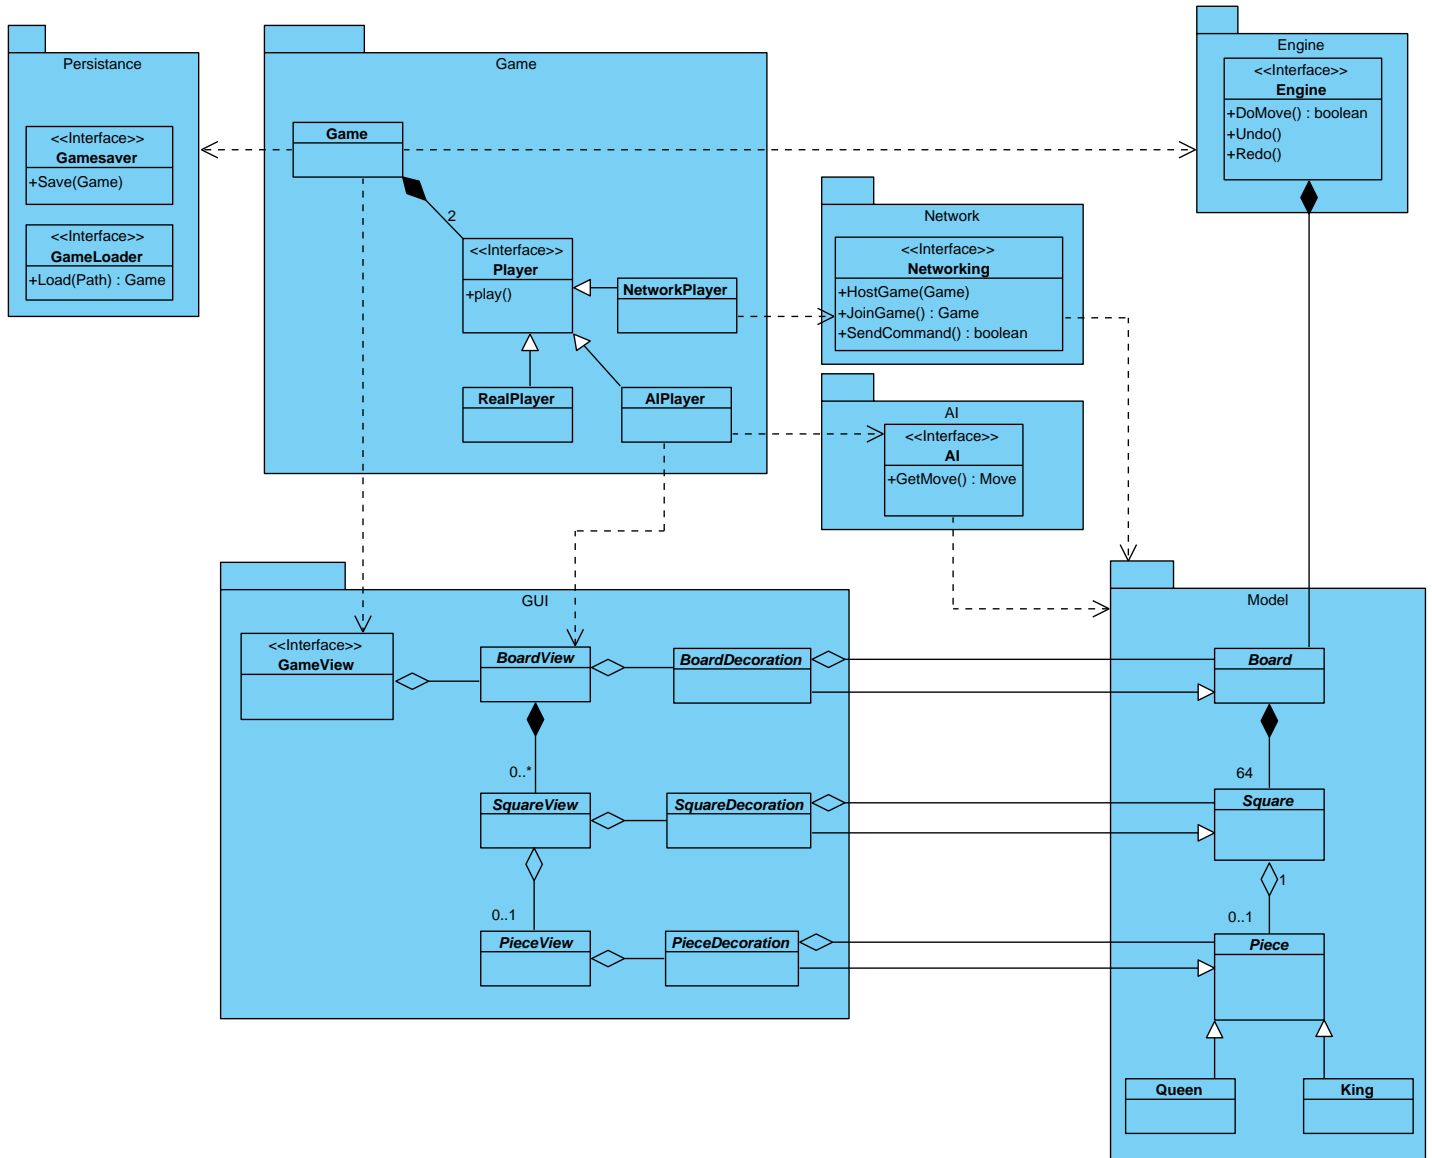 Persistance
<<Interface>>
Gamesaver
+Save(Game)
<<Interface>>
GameLoader
+Load(Path) : Game
Game
Game
2
<<Interface>>
Player
+play()
NetworkPlayer
RealPlayer
AIPlayer
Engine
<<Interface>>
Engine
+DoMove() : boolean
+Undo()
+Redo()
Network
<<Interface>>
Networking
+HostGame(Game)
+JoinGame() : Game
+SendCommand() : boolean
AI
<<Interface>>
AI
+GetMove() : Move
GUI
<<Interface>>
GameView
BoardView
BoardDecoration
0..*
SquareView
SquareDecoration
0..1
PieceView
PieceDecoration
Model
Board
64
Square
1
0..1
Piece
Queen
King